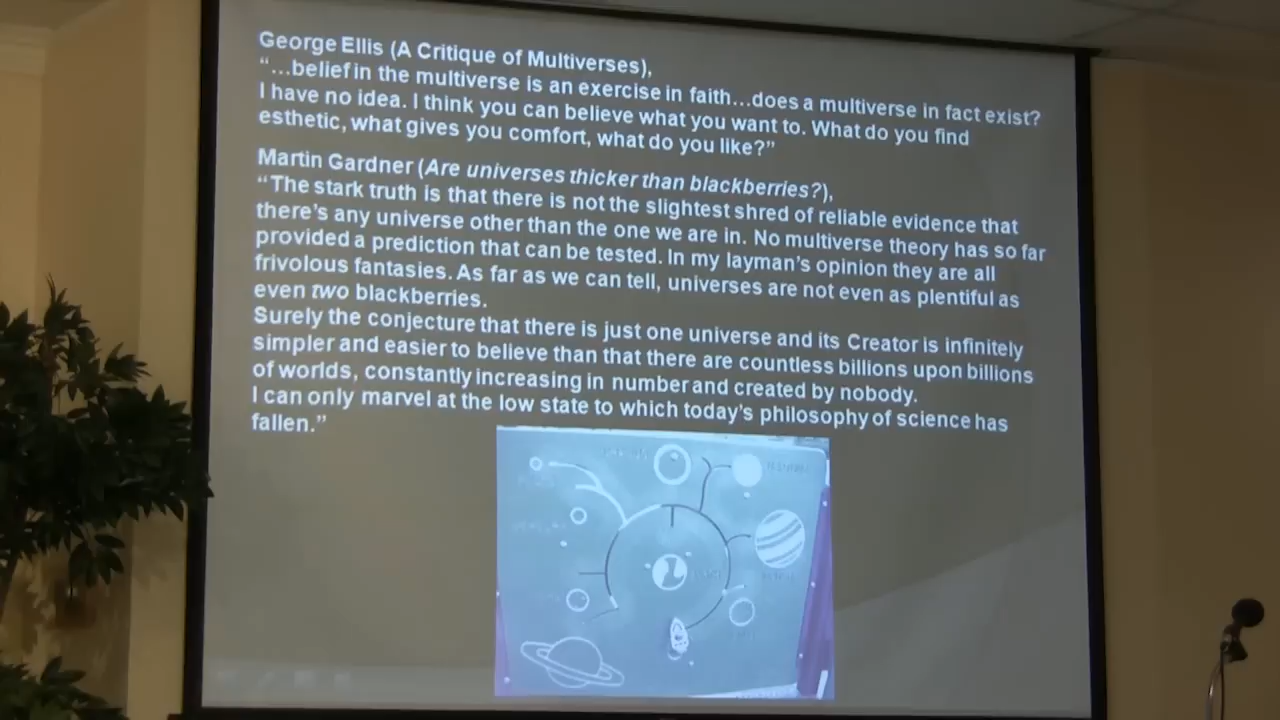 George Ellis (A Critique of Multiverses),
“...belief in the multiverse is an exercise in faith...does a multiverse in fact exist?
I have no idea. I think you can believe what you want to. What do you find
esthetic, what gives you comfort, what do you like?”
Martin Gardner (Are universes thicker than blackberries?),
“The stark truth is that there is not the slightest shred of reliable evidence that
there’s any universe other than the one we are in. No multiverse theory has so far
provided a prediction that can be tested. In my layman’s opinion they are all
frivolous fantasies. As far as we can tell, universes are not even as plentiful as
even two blackberries.
Surely the conjecture that there is just one universe and its Creator is infinitely
simpler and easier to believe than that there are countless billions upon billions
of worlds, constantly increasing in number and created by nobody.
I can only marvel at the low state to which today’s philosophy of science has
fallen.”